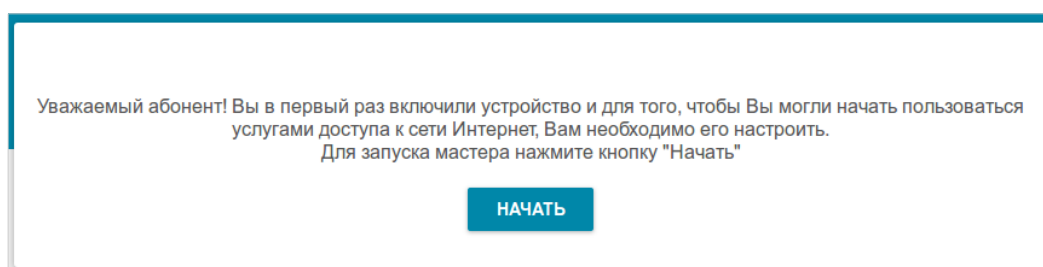 Уважаемый абонент! Вы в первый раз включили устройство и для того, чтобы Вы могли начать пользоваться
услугами доступа к сети Интернет, Вам необходимо его настроить.
Для запуска мастера нажмите кнопку "Начать"
НАЧАТЬ